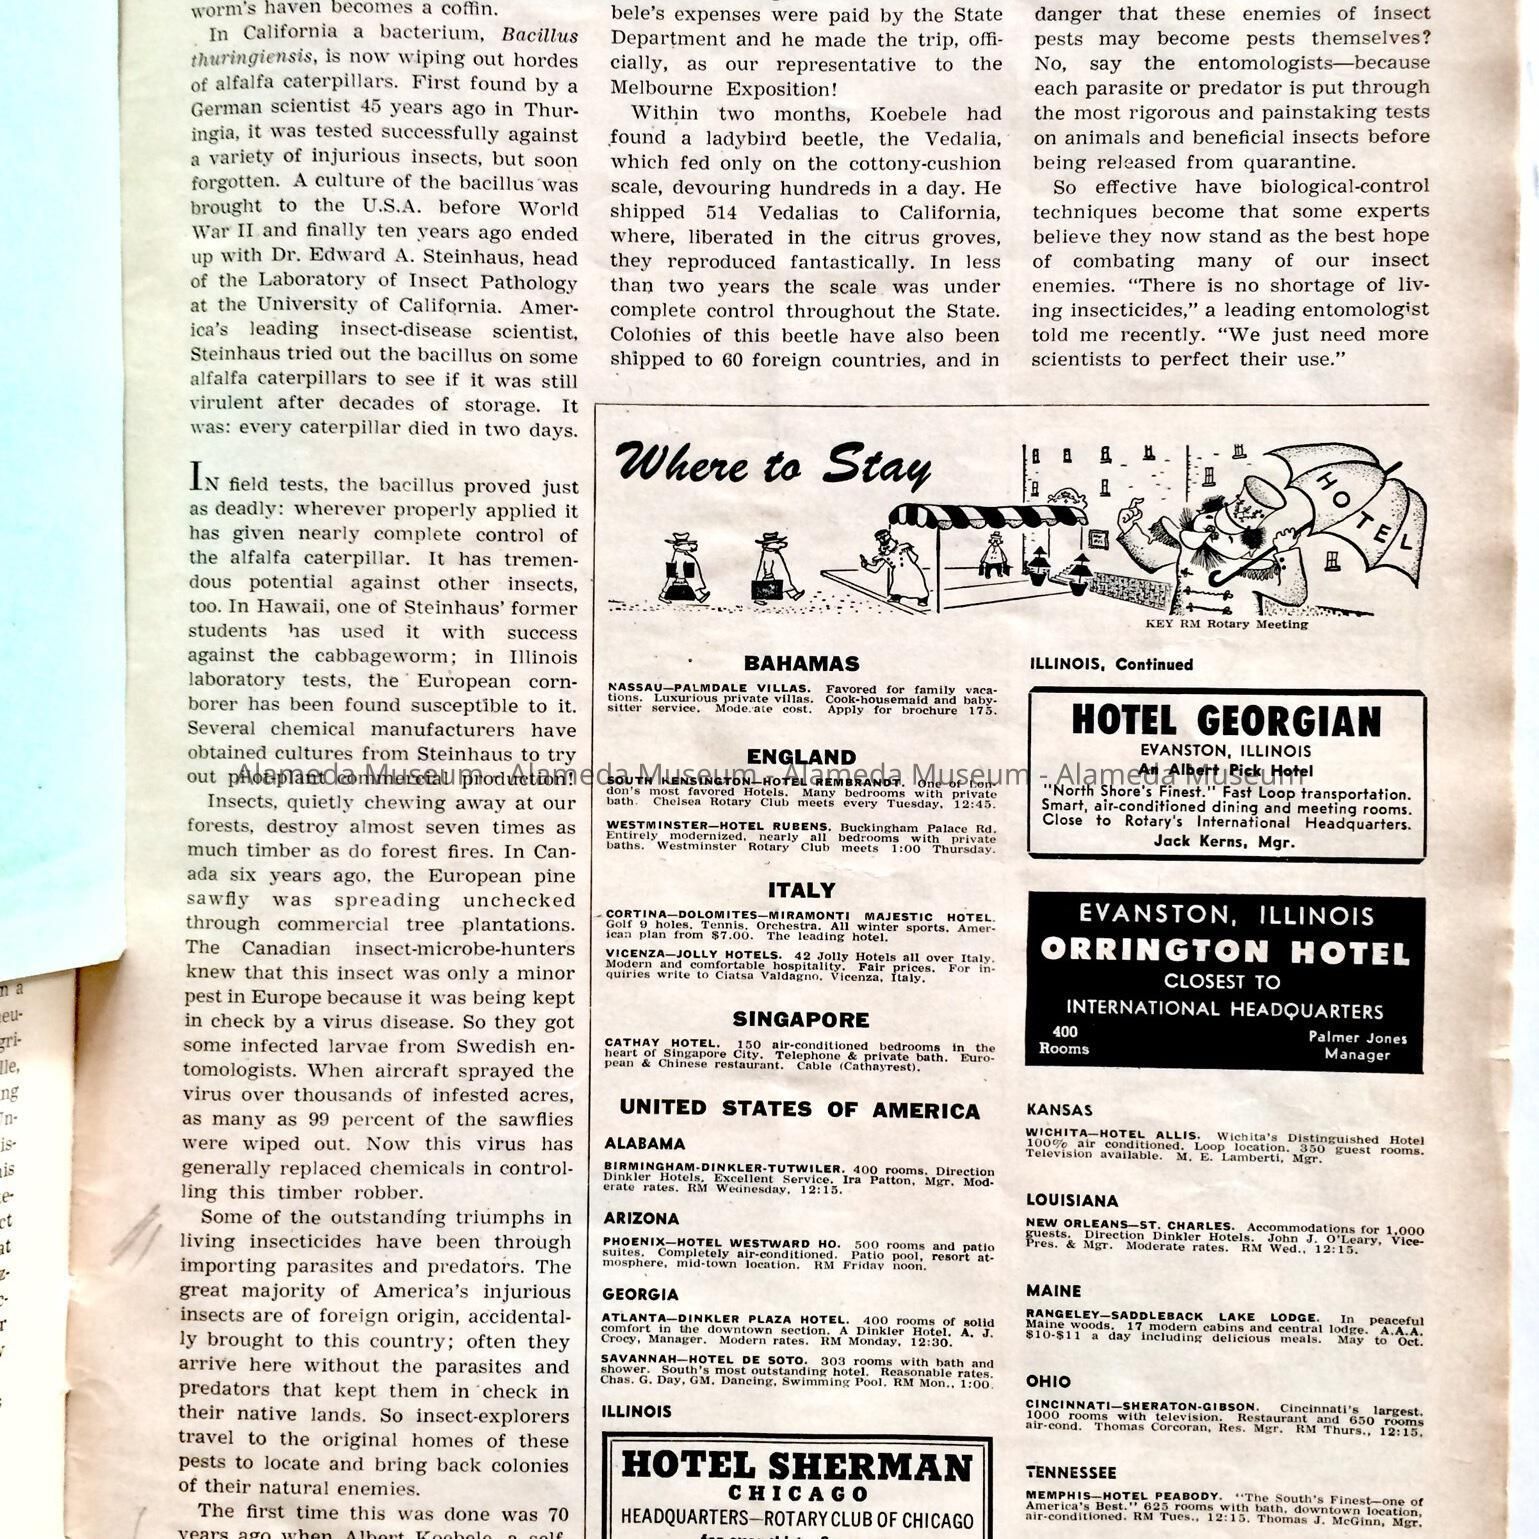 worm's haven becomes a coffin.
In California a bacterium, Bacillus
thuringiensis, is now wiping out hordes
of alfalfa caterpillars. First found by a
German scientist 45 years ago in Thur-
ingia, it was tested successfully against
a variety of injurious insects, but soon
forgotten. A culture of the bacillus was
brought to the U.S.A. before World
War II and finally ten years ago ended
up with Dr. Edward A. Steinhaus, head
of the Laboratory of Insect Pathology
at the University of California. Amer-
ica's leading insect-disease scientist,
Steinhaus tried out the bacillus on some
alfalfa caterpillars to see if it was still
virulent after decades of storage. It
was: every caterpillar died in two days.
IN field tests, the bacillus proved just
as deadly: wherever properly applied it
has given nearly complete control of
the alfalfa caterpillar. It has tremen-
dous potential against other insects,
too. In Hawaii, one of Steinhaus' former
students has used it with success
against the cabbageworm; in Illinois
laboratory tests, the European corn-
borer has been found susceptible to it.
Several chemical manufacturers have
obtained cultures from Steinhaus to try
out pilot-plant commercial production!
Insects, quietly chewing away at our
forests, destroy almost seven times as
much timber as do forest fires. In Can-
ada six years ago, the European pine
sawfly was spreading unchecked
through commercial tree plantations.
The Canadian insect-microbe-hunters
knew that this insect was only a minor
pest in Europe because it was being kept
in check by a virus disease. So they got
some infected larvae from Swedish en-
tomologists. When aircraft sprayed the
virus over thousands of infested acres,
as many as 99 percent of the sawflies
were wiped out. Now this virus has
generally replaced chemicals in control-
ling this timber robber.
Some of the outstanding triumphs in
living insecticides have been through
importing parasites and predators. The
great majority of America's injurious
insects are of foreign origin, accidental-
ly brought to this country; often they
arrive here without the parasites and
predators that kept them in check in
their native lands. So insect-explorers
travel to the original homes of these
pests to locate and bring back colonies
of their natural enemies.
The first time this was done was 70
years ago when Albert Koebele, a self-
bele's expenses were paid by the State
Department and he made the trip, offi-
cially, as our representative to the
Melbourne Exposition!
Within two months, Koebele had
found a ladybird beetle, the Vedalia,
which fed only on the cottony-cushion
scale, devouring hundreds in a day. He
shipped 514 Vedalias to California,
where, liberated in the citrus groves,
they reproduced fantastically. In less
than two years the scale was under
complete control throughout the State.
Colonies of this beetle have also been
shipped to 60 foreign countries, and in
danger that these enemies of insect
pests may become pests themselves?
No, say the entomologists—because
each parasite or predator is put through
the most rigorous and painstaking tests
on animals and beneficial insects before
being released from quarantine.
So effective have biological-control
techniques become that some experts
believe they now stand as the best hope
of combating many of our insect
enemies. “There is no shortage of liv-
ing insecticides,” a leading entomologist
told me recently. “We just need more
scientists to perfect their use.”
Where to Stay
HOTEL
KEY RM Rotary Meeting
BAHAMAS
NASSAU—PALMDALE VILLAS. Favored for family vaca-
tions. Luxurious private villas. Cook-housemaid and baby-
sitter service. Moderate cost. Apply for brochure 175.
ENGLAND
SOUTH KENSINGTON—HOTEL REMBRANDT. One of Lon-
don's most favored Hotels. Many bedrooms with private
bath. Chelsea Rotary Club meets every Tuesday, 12:45.
WESTMINSTER—HOTEL RUBENS. Buckingham Palace Rd.
Entirely modernized, nearly all bedrooms with private
baths. Westminster Rotary Club meets 1:00 Thursday.
ITALY
CORTINA—DOLOMITES—MIRAMONTI MAJESTIC HOTEL.
Golf 9 holes, Tennis, Orchestra. All winter sports. Amer-
ican plan from $7.00. The leading hotel.
VICENZA—JOLLY HOTELS. 42 Jolly Hotels all over Italy.
Modern and comfortable hospitality. Fair prices. For in-
quiries write to Ciatsa Valdagno, Vicenza, Italy.
SINGAPORE
CATHAY HOTEL. 150 air-conditioned bedrooms in the
heart of Singapore City. Telephone & private bath. Euro-
pean & Chinese restaurant. Cable (Cathayrest).
UNITED STATES OF AMERICA
ALABAMA
BIRMINGHAM-DINKLER-TUTWILER. 400 rooms. Direction
Dinkler Hotels. Excellent Service. Ira Patton, Mgr. Mod-
erate rates. RM Wednesday, 12:15.
ARIZONA
PHOENIX—HOTEL WESTWARD HO. 500 rooms and patio
suites. Completely air-conditioned. Patio pool, resort at-
mosphere, mid-town location. RM Friday noon.
GEORGIA
ATLANTA—DINKLER PLAZA HOTEL. 400 rooms of solid
comfort in the downtown section. A Dinkler Hotel. A. J.
Crocy, Manager. Modern rates. RM Monday, 12:30.
SAVANNAH—HOTEL DE SOTO. 303 rooms with bath and
shower. South's most outstanding hotel. Reasonable rates.
Chas. G. Day, GM. Dancing, Swimming Pool. RM Mon., 1:00.
ILLINOIS
HOTEL SHERMAN
CHICAGO
HEADQUARTERS—ROTARY CLUB OF CHICAGO
ILLINOIS, Continued
HOTEL GEORGIAN
EVANSTON, ILLINOIS
An Albert Pick Hotel
"North Shore's Finest." Fast Loop transportation.
Smart, air-conditioned dining and meeting rooms.
Close to Rotary's International Headquarters.
Jack Kerns, Mgr.
EVANSTON, ILLINOIS
ORRINGTON HOTEL
CLOSEST TO
INTERNATIONAL HEADQUARTERS
400
Rooms
Palmer Jones
Manager
KANSAS
WICHITA—HOTEL ALLIS. Wichita's Distinguished Hotel
100% air conditioned. Loop location. 350 guest rooms.
Television available. M. E. Lamberti, Mgr.
LOUISIANA
NEW ORLEANS—ST. CHARLES. Accommodations for 1,000
guests. Direction Dinkler Hotels. John J. O'Leary, Vice-
Pres. & Mgr. Moderate rates. RM Wed., 12:15.
MAINE
RANGELEY—SADDLEBACK LAKE LODGE. In peaceful
Maine woods. 17 modern cabins and central lodge. A.A.A.
$10-$11 a day including delicious meals. May to Oct.
OHIO
CINCINNATI—SHERATON-GIBSON. Cincinnati's largest.
1000 rooms with television. Restaurant and 650 rooms
air-cond. Thomas Corcoran, Res. Mgr. RM Thurs., 12:15.
TENNESSEE
MEMPHIS—HOTEL PEABODY. “The South's Finest—one of
America's Best.” 625 rooms with bath, downtown location,
air-conditioned. RM Tues., 12:15. Thomas J. McGinn, Mgr.
Alameda Museum - Alameda Museum - Alameda Museum - Alameda Museum